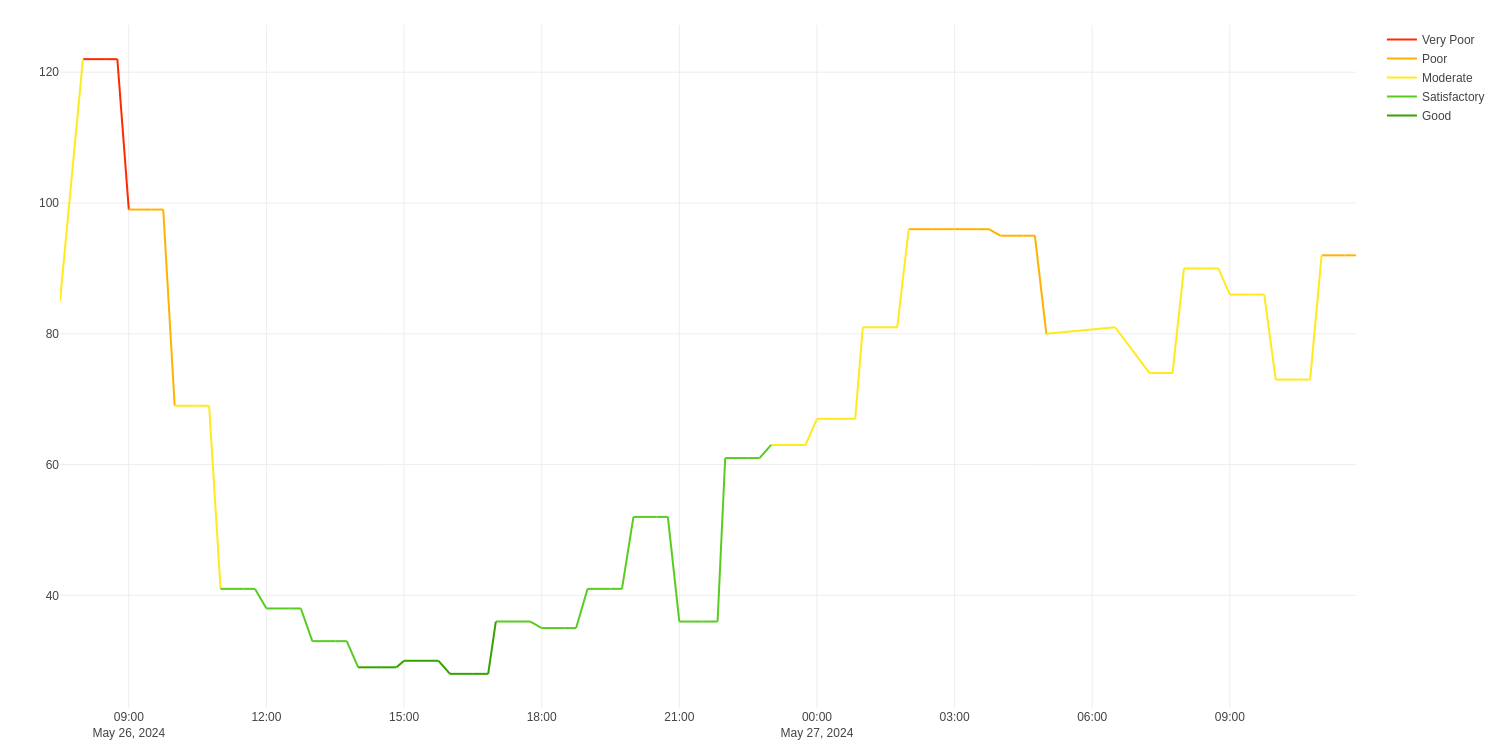 120
100
80
60
40
09:00
12:00
15:00
18:00
21:00
00:00
03:00
06:00
09:00
May 26, 2024
May 27, 2024
Very Poor
Poor
Moderate
Satisfactory
Good